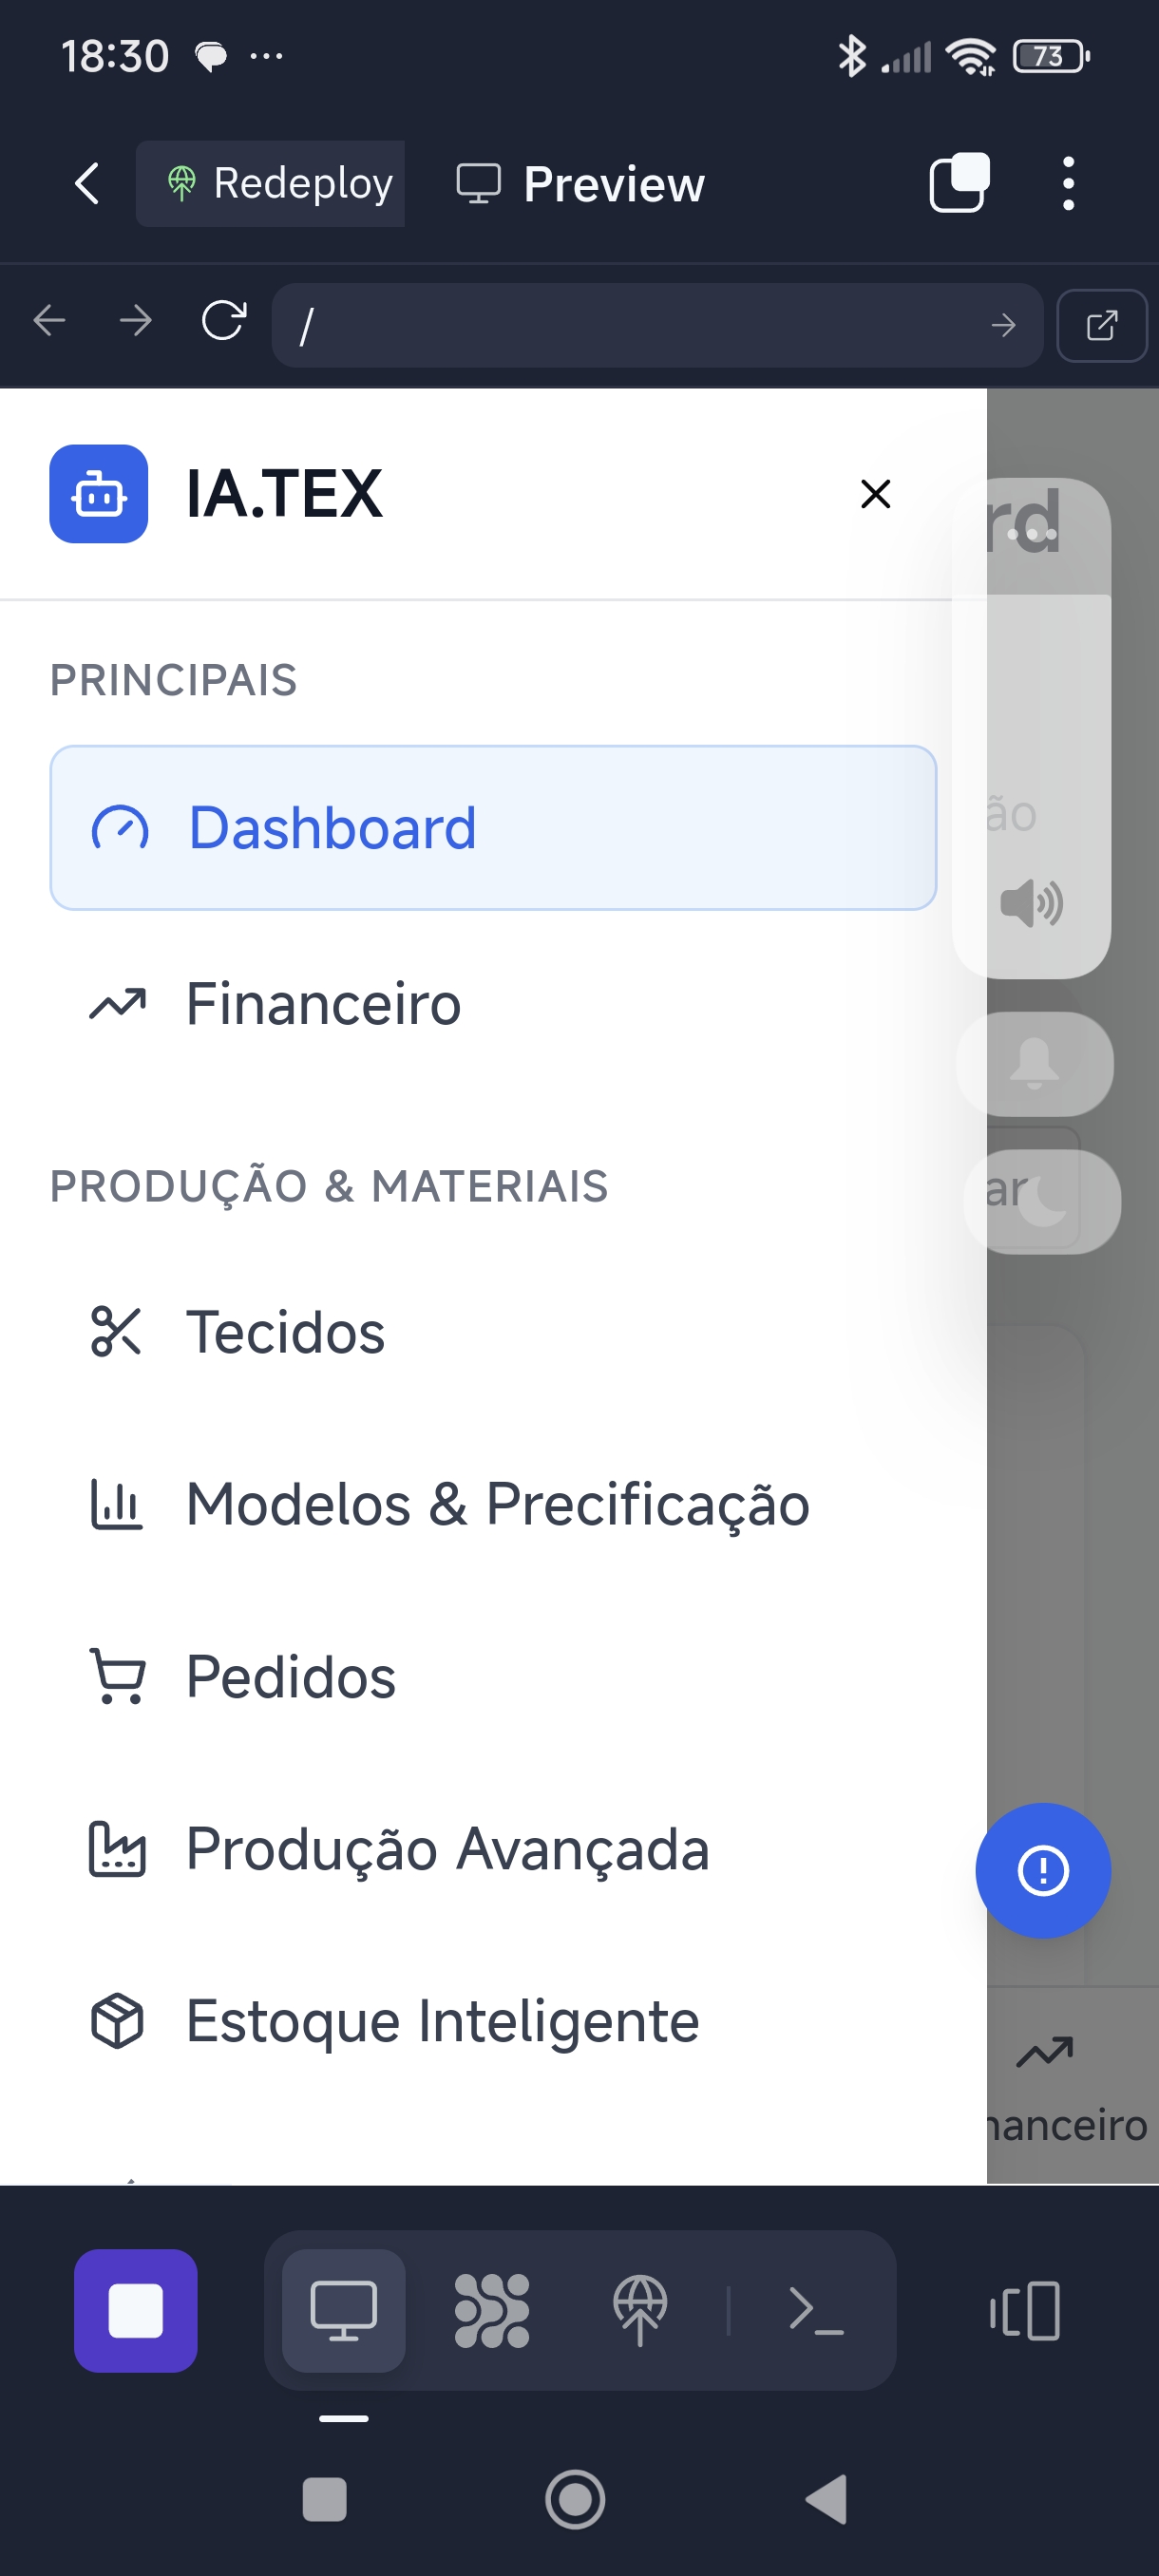 18:30
73
Redeploy
Preview
/
IA.TEX
rd
PRINCIPAIS
Dashboard
ão
Financeiro
PRODUÇÃO & MATERIAIS
ar
Tecidos
Modelos & Precificação
Pedidos
Produção Avançada
Estoque Inteligente
nanceiro